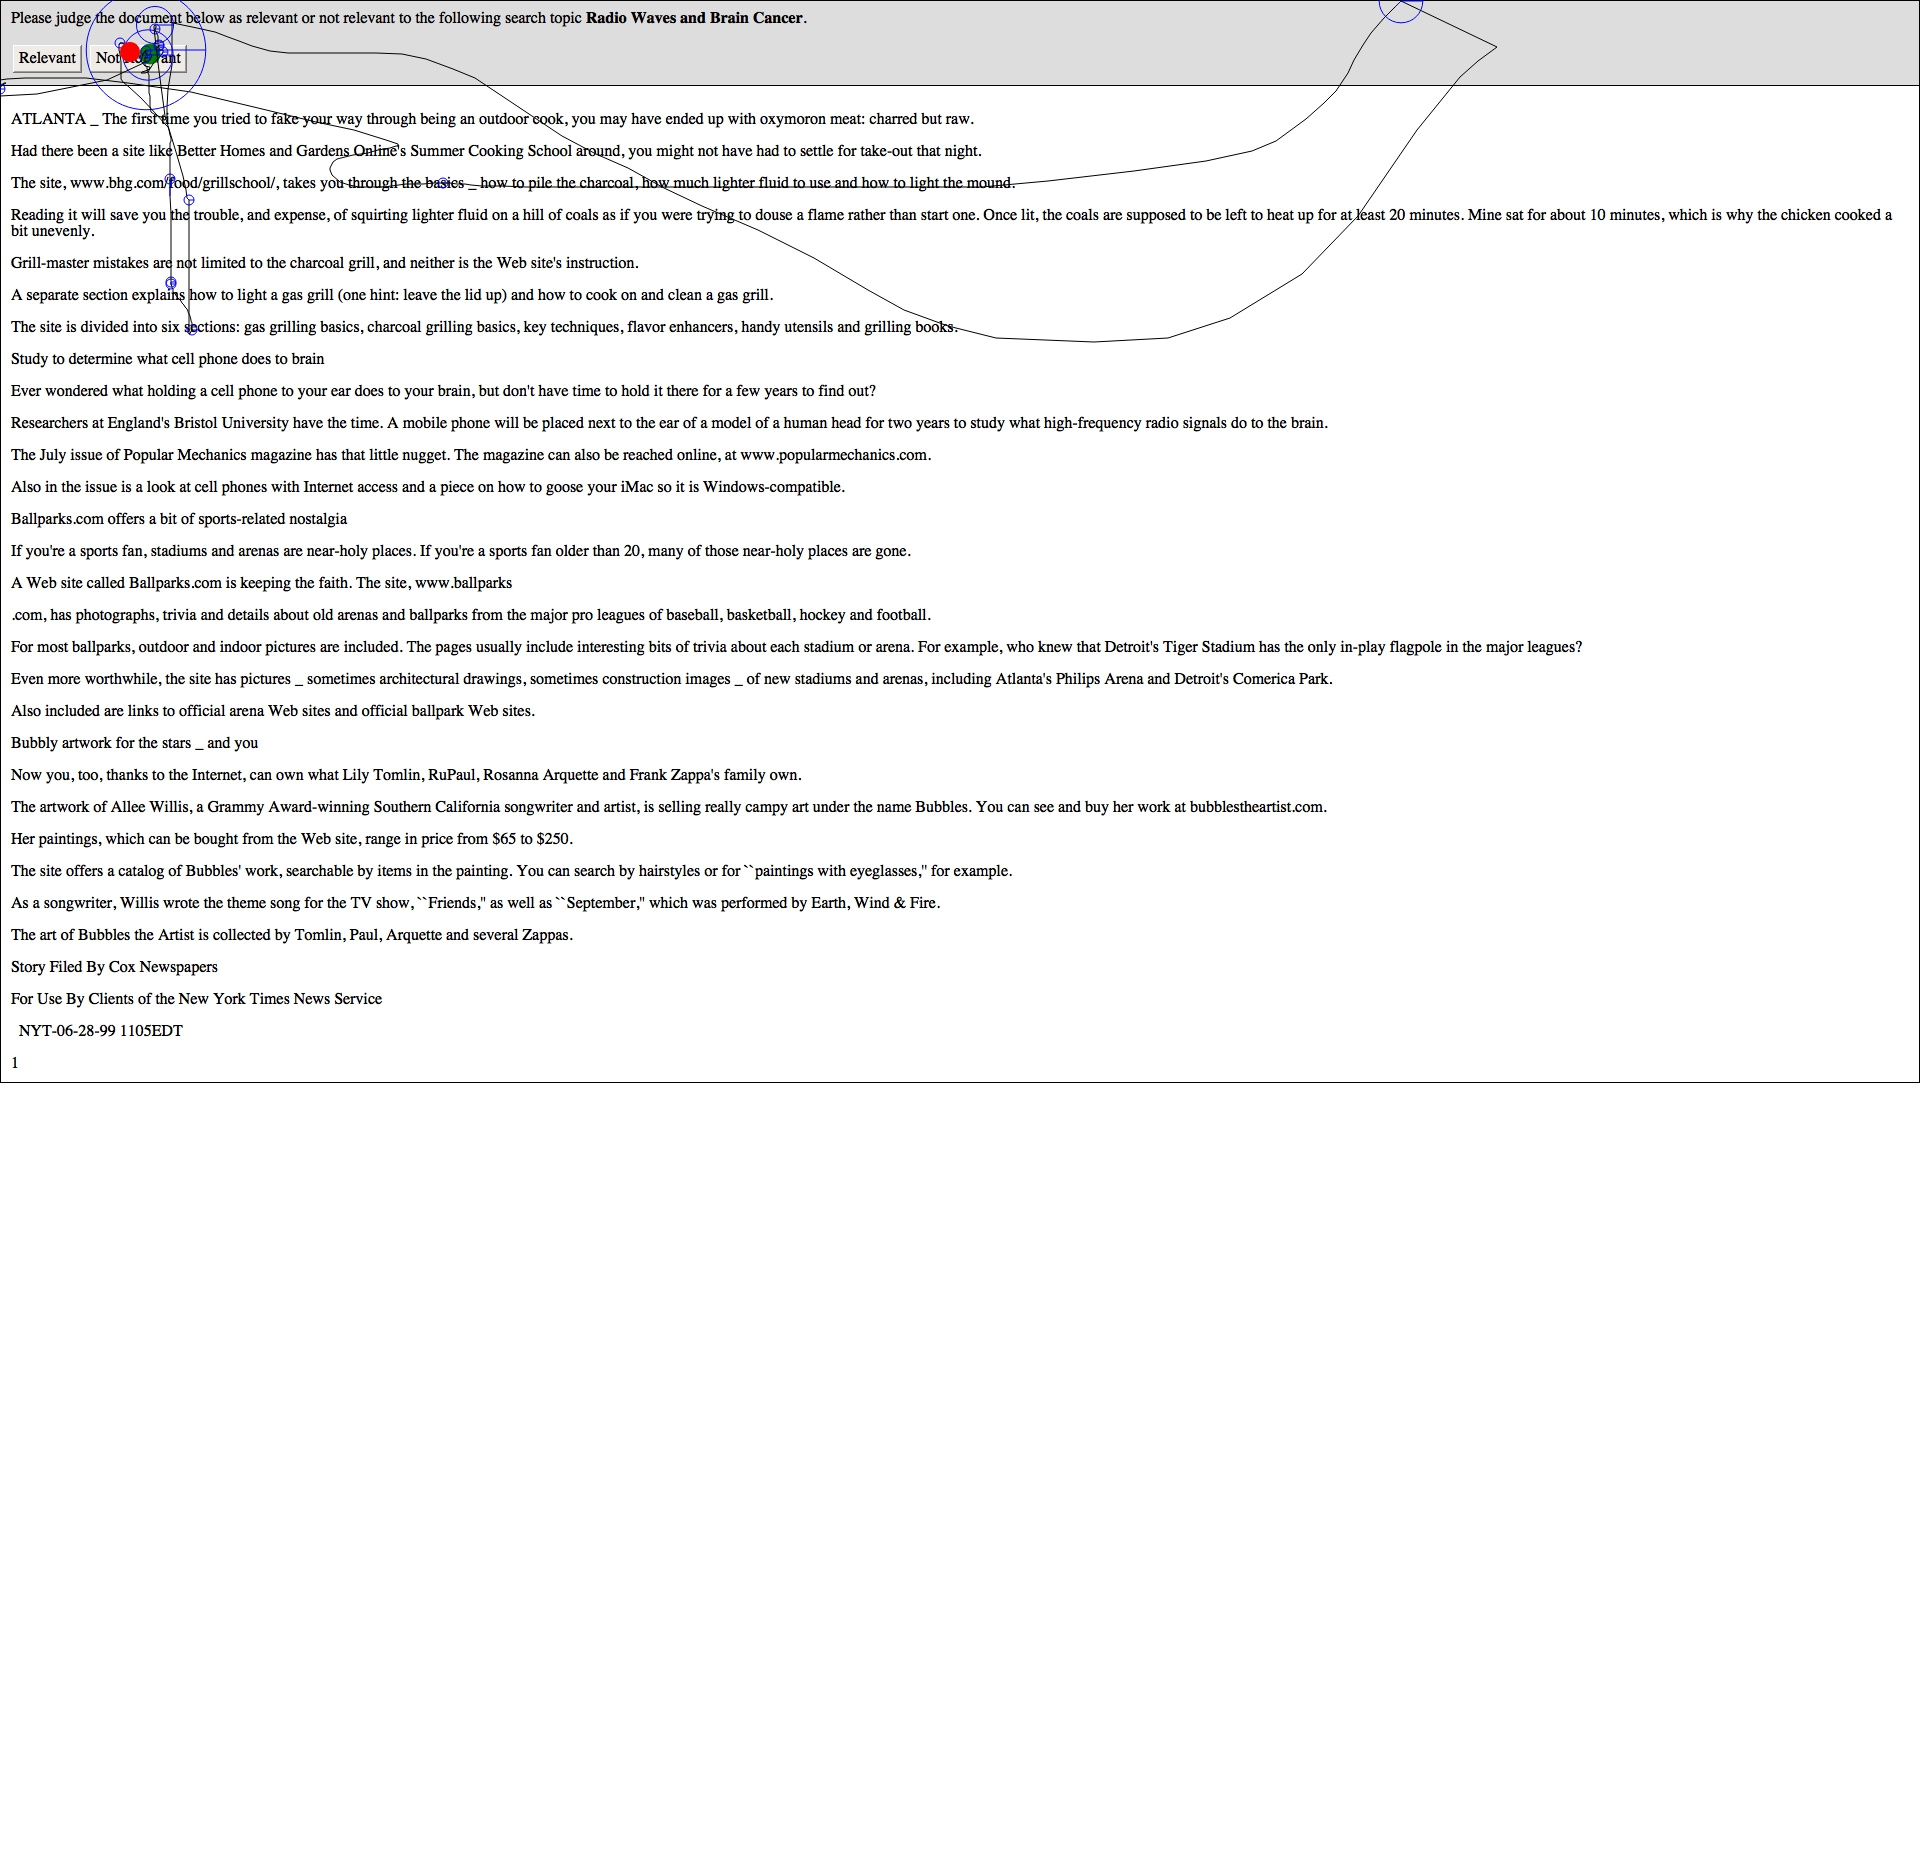 Please judge the document below as relevant or not relevant to the following search topic Radio Waves and Brain Cancer.
Relevant Not Relevant
ATLANTA _ The first time you tried to fake your way through being an outdoor cook, you may have ended up with oxymoron meat: charred but raw.
Had there been a site like Better Homes and Gardens Online's Summer Cooking School around, you might not have had to settle for take-out that night.
The site, www.bhg.com/food/grillschool/, takes you through the basics _ how to pile the charcoal, how much lighter fluid to use and how to light the mound.
Reading it will save you the trouble, and expense, of squirting lighter fluid on a hill of coals as if you were trying to douse a flame rather than start one. Once lit, the coals are supposed to be left to heat up for at least 20 minutes. Mine sat for about 10 minutes, which is why the chicken cooked a
bit unevenly.
Grill-master mistakes are not limited to the charcoal grill, and neither is the Web site's instruction.
A separate section explains how to light a gas grill (one hint: leave the lid up) and how to cook on and clean a gas grill.
The site is divided into six sections: gas grilling basics, charcoal grilling basics, key techniques, flavor enhancers, handy utensils and grilling books.
Study to determine what cell phone does to brain
Ever wondered what holding a cell phone to your ear does to your brain, but don't have time to hold it there for a few years to find out?
Researchers at England's Bristol University have the time. A mobile phone will be placed next to the ear of a model of a human head for two years to study what high-frequency radio signals do to the brain.
The July issue of Popular Mechanics magazine has that little nugget. The magazine can also be reached online, at www.popularmechanics.com.
Also in the issue is a look at cell phones with Internet access and a piece on how to goose your iMac so it is Windows-compatible.
Ballparks.com offers a bit of sports-related nostalgia
If you're a sports fan, stadiums and arenas are near-holy places. If you're a sports fan older than 20, many of those near-holy places are gone.
A Web site called Ballparks.com is keeping the faith. The site, www.ballparks
.com, has photographs, trivia and details about old arenas and ballparks from the major pro leagues of baseball, basketball, hockey and football.
For most ballparks, outdoor and indoor pictures are included. The pages usually include interesting bits of trivia about each stadium or arena. For example, who knew that Detroit's Tiger Stadium has the only in-play flagpole in the major leagues?
Even more worthwhile, the site has pictures _ sometimes architectural drawings, sometimes construction images _ of new stadiums and arenas, including Atlanta's Philips Arena and Detroit's Comerica Park.
Also included are links to official arena Web sites and official ballpark Web sites.
Bubbly artwork for the stars _ and you
Now you, too, thanks to the Internet, can own what Lily Tomlin, RuPaul, Rosanna Arquette and Frank Zappa's family own.
The artwork of Allee Willis, a Grammy Award-winning Southern California songwriter and artist, is selling really campy art under the name Bubbles. You can see and buy her work at bubblestheartist.com.
Her paintings, which can be bought from the Web site, range in price from $65 to $250.
The site offers a catalog of Bubbles' work, searchable by items in the painting. You can search by hairstyles or for ``paintings with eyeglasses,'' for example.
As a songwriter, Willis wrote the theme song for the TV show, ``Friends,'' as well as ``September,'' which was performed by Earth, Wind & Fire.
The art of Bubbles the Artist is collected by Tomlin, Paul, Arquette and several Zappas.
Story Filed By Cox Newspapers
For Use By Clients of the New York Times News Service
NYT-06-28-99 1105EDT
1